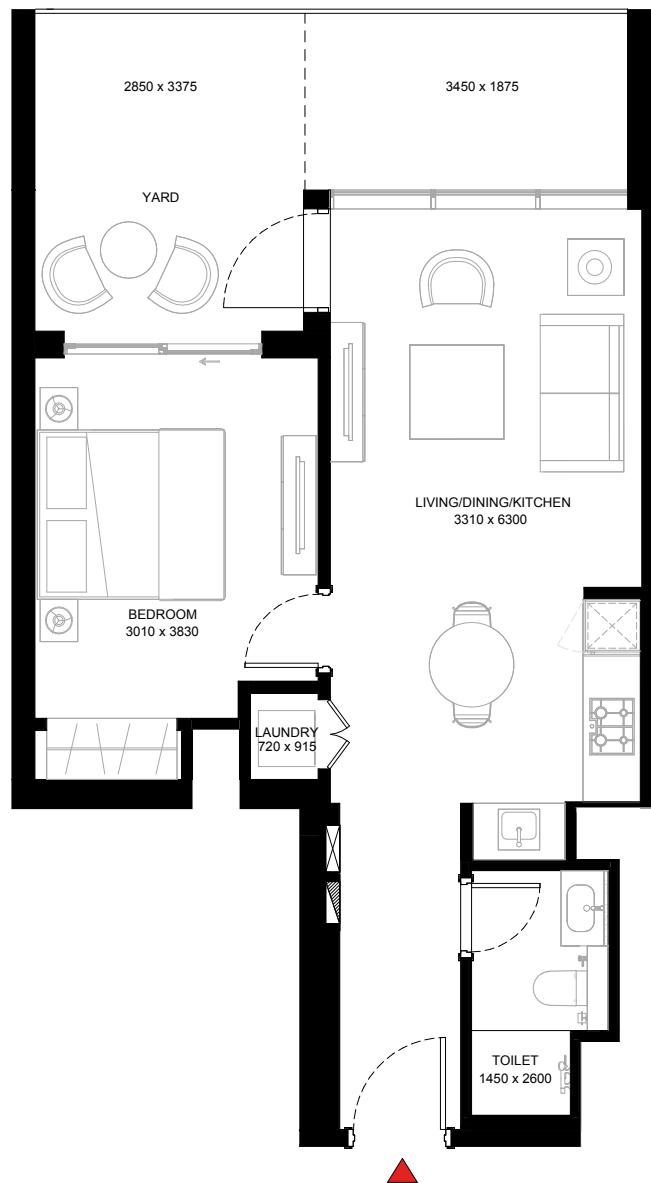 2850 x 3375
3450 x 1875
YARD
LIVING/DINING/KITCHEN
3310 x 6300
BEDROOM
3010 x 3830
LAUNDRY
720 x 915
TOILET
1450 x 2600